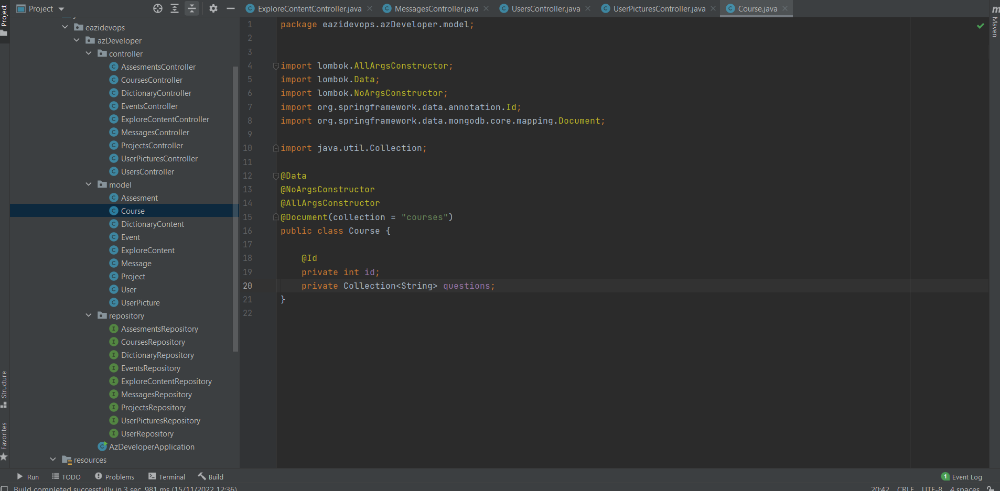 Project
ExploreContentController.java
MessagesController.java
UsersController.java
UserPicturesController.java
Course.java
Project
Maven
Structure
Favorites
eazidevops
azDeveloper
controller
AssesmentsController
CoursesController
DictionaryController
EventsController
ExploreContentController
MessagesController
ProjectsController
UserPicturesController
UsersController
model
Assesment
Course
DictionaryContent
Event
ExploreContent
Message
Project
User
UserPicture
repository
AssesmentsRepository
CoursesRepository
DictionaryRepository
EventsRepository
ExploreContentRepository
MessagesRepository
ProjectsRepository
UserPicturesRepository
UserRepository
AzDeveloperApplication
resources
1 package eazidevops.azDeveloper.model;
2
3
4 import lombok.AllArgsConstructor;
5 import lombok.Data;
6 import lombok.NoArgsConstructor;
7 import org.springframework.data.annotation.Id;
8 import org.springframework.data.mongodb.core.mapping.Document;
9
10 import java.util.Collection;
11
12 @Data
13 @NoArgsConstructor
14 @AllArgsConstructor
15 @Document(collection = "courses")
16 public class Course {
17
18 @Id
19 private int id;
20 private Collection<String> questions;
21 }
22
Run TODO Problems Terminal Build
1 Event Log
Build completed successfully in 3 sec, 981 ms (15/11/2022 12:36)
20:42 CRLF UTF-8 4 spaces